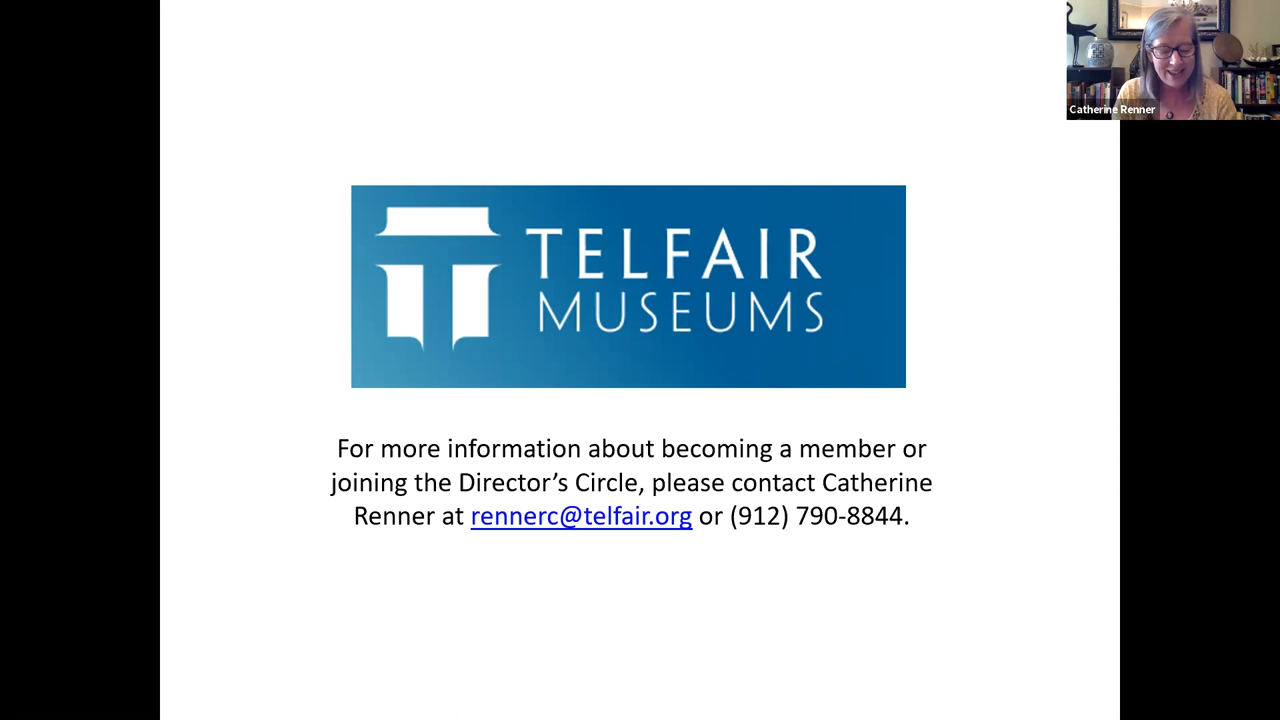 Catherine Renner
TELFAIR
MUSEUMS
For more information about becoming a member or
joining the Director’s Circle, please contact Catherine
Renner at rennerc@telfair.org or (912) 790-8844.